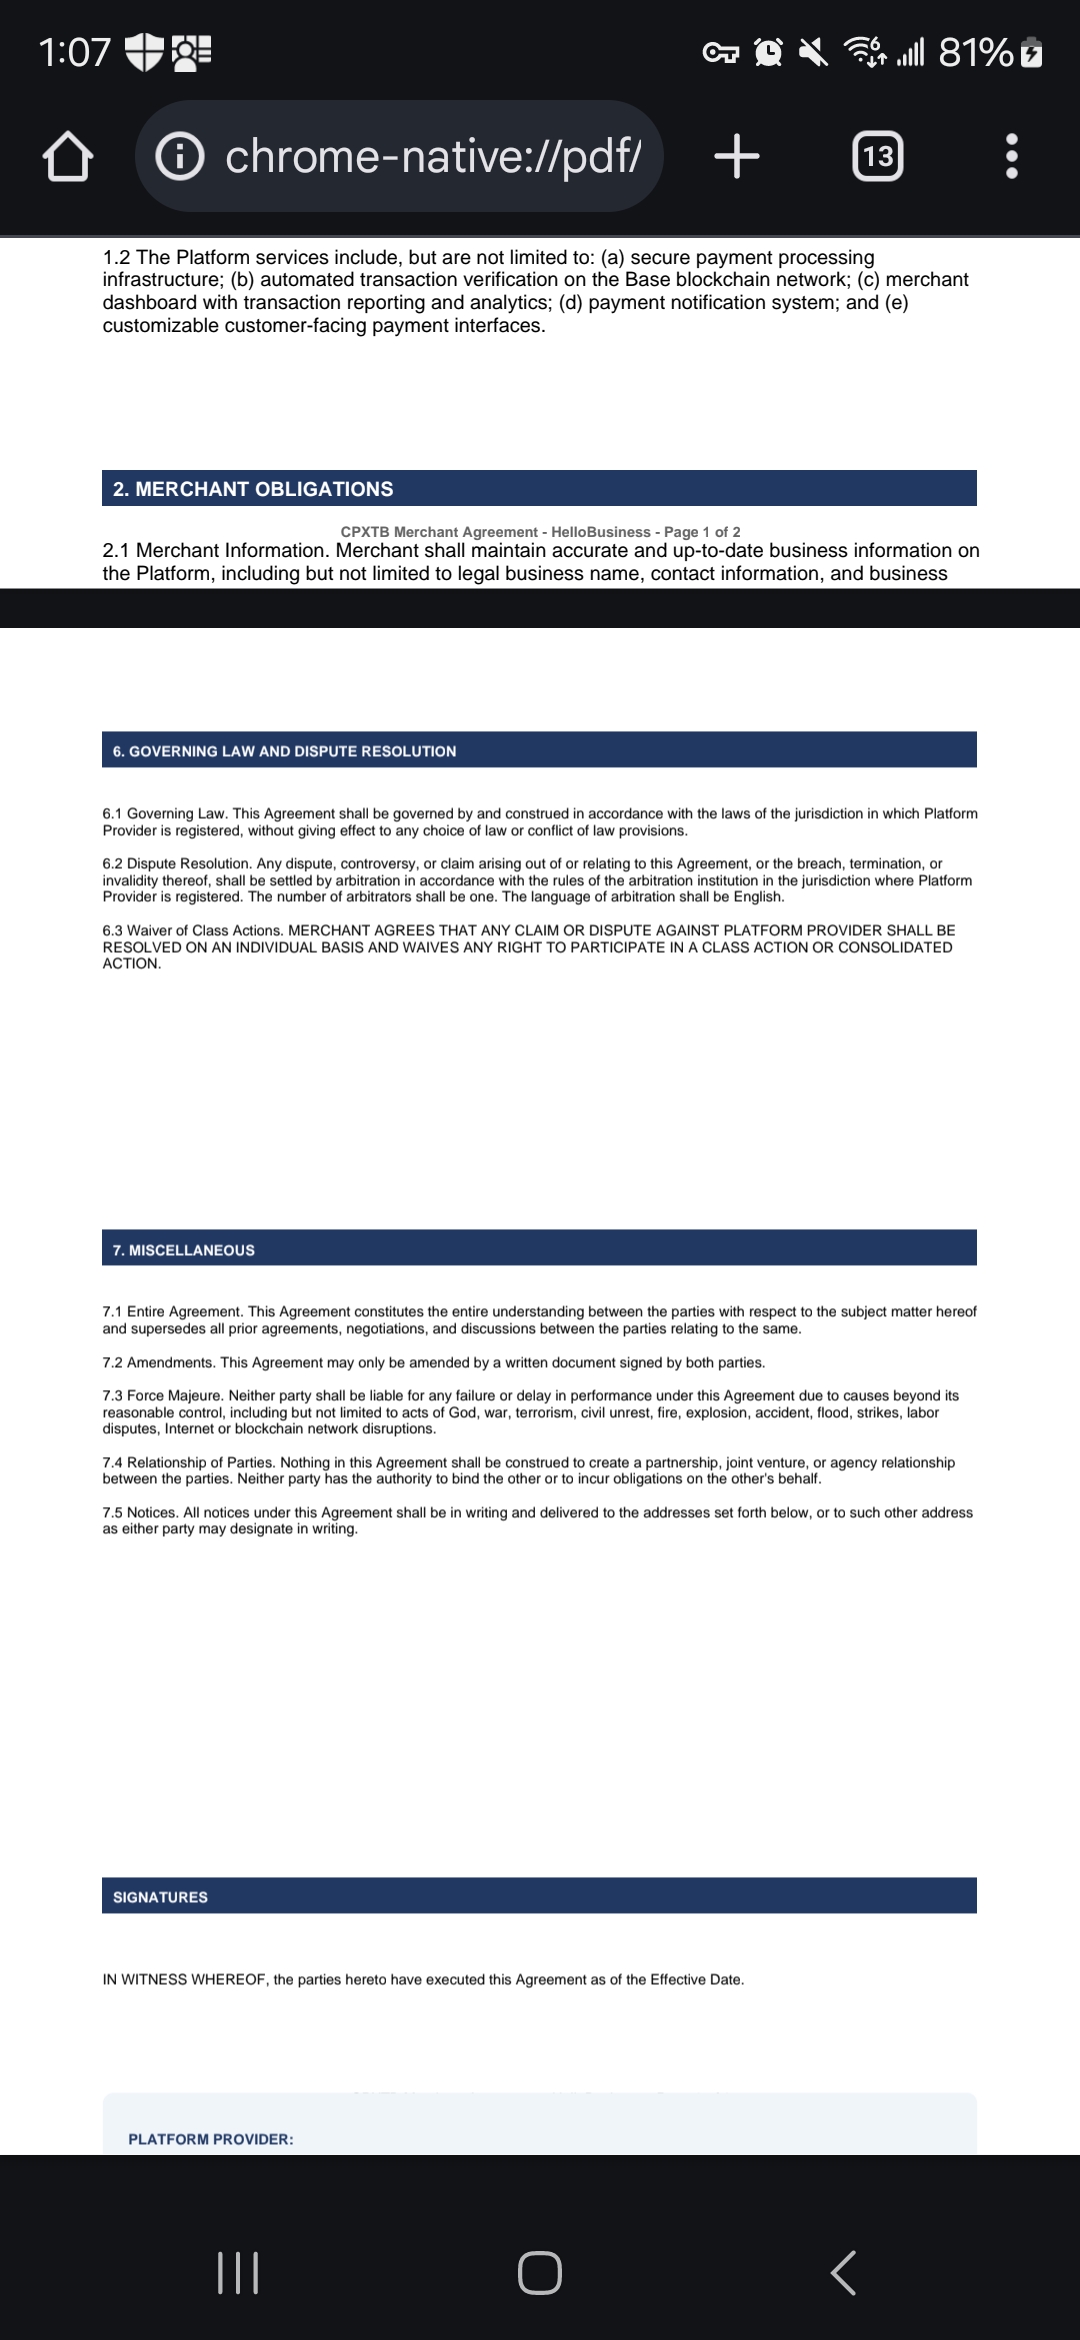 1:07
81%
chrome-native://pdf/
13
1.2 The Platform services include, but are not limited to: (a) secure payment processing
infrastructure; (b) automated transaction verification on the Base blockchain network; (c) merchant
dashboard with transaction reporting and analytics; (d) payment notification system; and (e)
customizable customer-facing payment interfaces.
2. MERCHANT OBLIGATIONS
CPXTB Merchant Agreement - HelloBusiness - Page 1 of 2
2.1 Merchant Information. Merchant shall maintain accurate and up-to-date business information on
the Platform, including but not limited to legal business name, contact information, and business
6. GOVERNING LAW AND DISPUTE RESOLUTION
6.1 Governing Law. This Agreement shall be governed by and construed in accordance with the laws of the jurisdiction in which Platform
Provider is registered, without giving effect to any choice of law or conflict of law provisions.
6.2 Dispute Resolution. Any dispute, controversy, or claim arising out of or relating to this Agreement, or the breach, termination, or
invalidity thereof, shall be settled by arbitration in accordance with the rules of the arbitration institution in the jurisdiction where Platform
Provider is registered. The number of arbitrators shall be one. The language of arbitration shall be English.
6.3 Waiver of Class Actions. MERCHANT AGREES THAT ANY CLAIM OR DISPUTE AGAINST PLATFORM PROVIDER SHALL BE
RESOLVED ON AN INDIVIDUAL BASIS AND WAIVES ANY RIGHT TO PARTICIPATE IN A CLASS ACTION OR CONSOLIDATED
ACTION.
7. MISCELLANEOUS
7.1 Entire Agreement. This Agreement constitutes the entire understanding between the parties with respect to the subject matter hereof
and supersedes all prior agreements, negotiations, and discussions between the parties relating to the same.
7.2 Amendments. This Agreement may only be amended by a written document signed by both parties.
7.3 Force Majeure. Neither party shall be liable for any failure or delay in performance under this Agreement due to causes beyond its
reasonable control, including but not limited to acts of God, war, terrorism, civil unrest, fire, explosion, accident, flood, strikes, labor
disputes, Internet or blockchain network disruptions.
7.4 Relationship of Parties. Nothing in this Agreement shall be construed to create a partnership, joint venture, or agency relationship
between the parties. Neither party has the authority to bind the other or to incur obligations on the other's behalf.
7.5 Notices. All notices under this Agreement shall be in writing and delivered to the addresses set forth below, or to such other address
as either party may designate in writing.
SIGNATURES
IN WITNESS WHEREOF, the parties hereto have executed this Agreement as of the Effective Date.
PLATFORM PROVIDER: